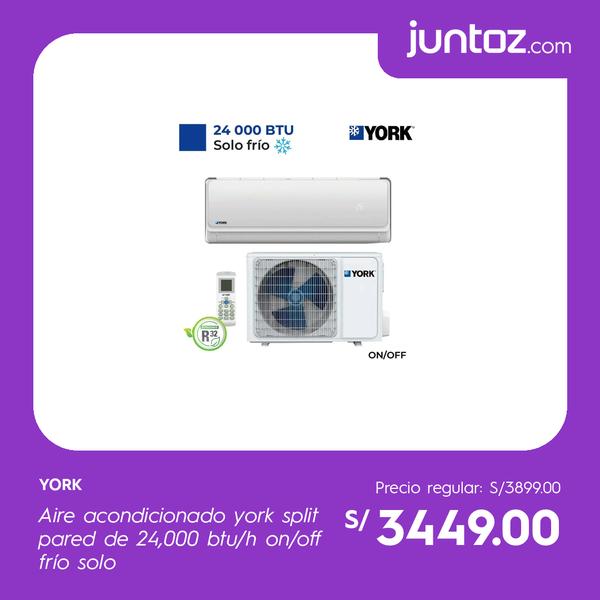 juntoz.com
24 000 BTU
Solo frío
YORK
YORK
YORK
R32
ON/OFF
YORK
Aire acondicionado york split
pared de 24,000 btu/h on/off
frío solo
Precio regular: S/3899.00
S/ 3449.00